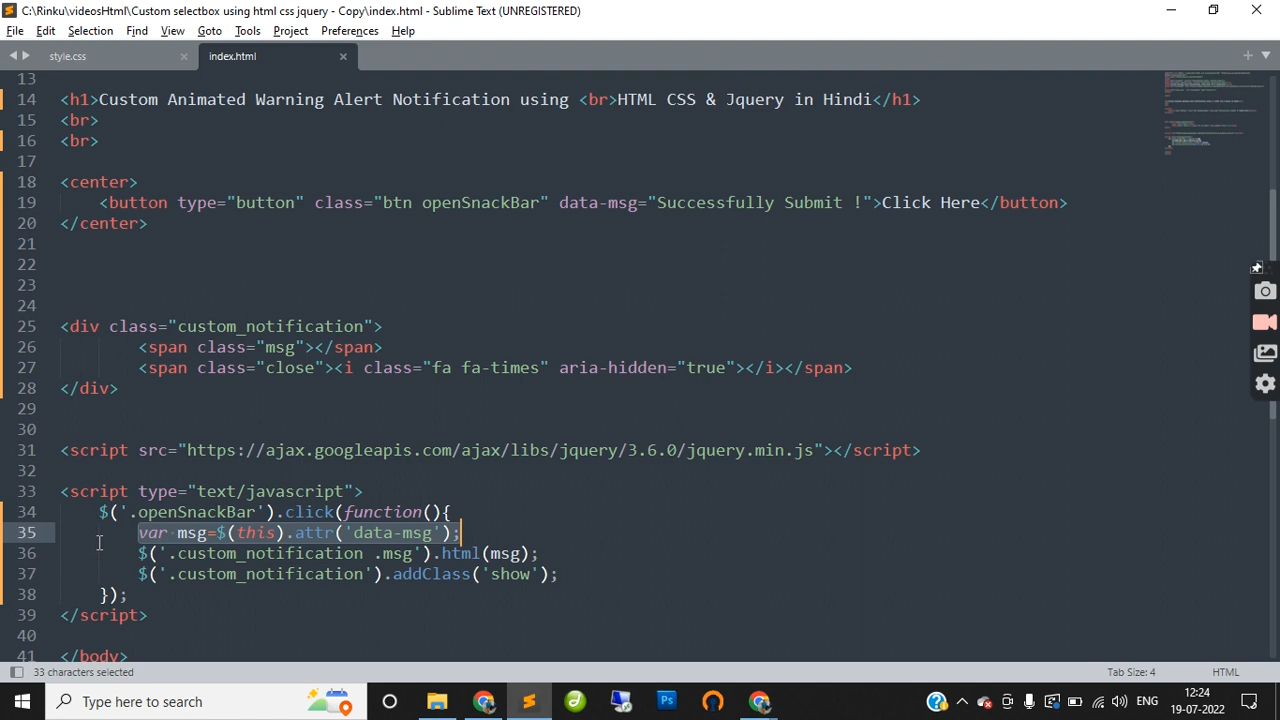 C:\Rinku\videosHtml\Custom selectbox using html css jquery - Copy\index.html - Sublime Text (UNREGISTERED)
File Edit Selection Find View Goto Tools Project Preferences Help
style.css index.html
13
14 <h1>Custom Animated Warning Alert Notification using <br>HTML CSS & Jquery in Hindi</h1>
15 <br>
16 <br>
17
18 <center>
19 <button type="button" class="btn openSnackBar" data-msg="Successfully Submit !">Click Here</button>
20 </center>
21
22
23
24
25 <div class="custom_notification">
26 <span class="msg"></span>
27 <span class="close"><i class="fa fa-times" aria-hidden="true"></i></span>
28 </div>
29
30
31 <script src="https://ajax.googleapis.com/ajax/libs/jquery/3.6.0/jquery.min.js"></script>
32
33 <script type="text/javascript">
34 $('.openSnackBar').click(function(){
35 var msg=$(this).attr('data-msg');
36 $('.custom_notification .msg').html(msg);
37 $('.custom_notification').addClass('show');
38 });
39 </script>
40
41 </body>
33 characters selected Tab Size: 4 HTML
Type here to search Ps ENG 12:24
19-07-2022